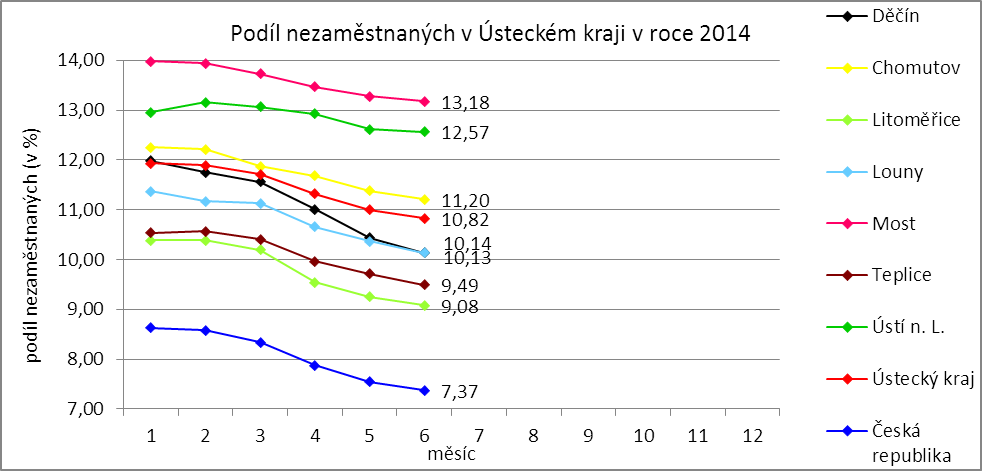 Podíl nezaměstnaných v Ústeckém kraji v roce 2014
podíl nezaměstnaných (v %)
14,00
13,00
12,00
11,00
10,00
9,00
8,00
7,00
13,18
12,57
11,20
10,82
10,14
10,13
9,49
9,08
7,37
1 2 3 4 5 6 7 8 9 10 11 12
měsíc
Děčín
Chomutov
Litoměřice
Louny
Most
Teplice
Ústí n. L.
Ústecký kraj
Česká
republika